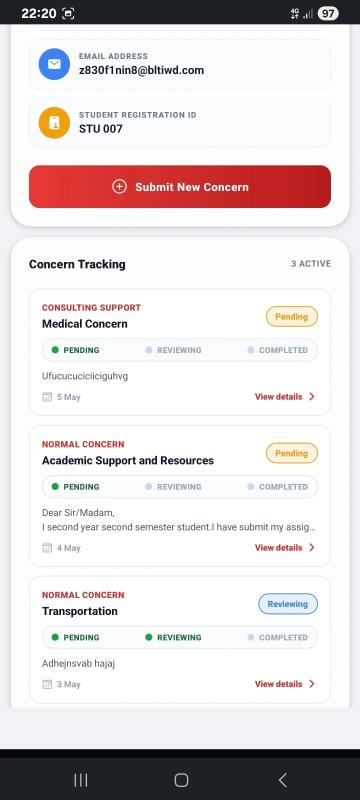 22:20
4G
97
EMAIL ADDRESS
z830f1nin8@bltiwd.com
STUDENT REGISTRATION ID
STU 007
Submit New Concern
Concern Tracking
3 ACTIVE
CONSULTING SUPPORT
Medical Concern
Pending
PENDING
REVIEWING
COMPLETED
Ufucucuciciiciguhvg
5 May
View details
NORMAL CONCERN
Academic Support and Resources
Pending
PENDING
REVIEWING
COMPLETED
Dear Sir/Madam,
I second year second semester student.I have submit my assig...
4 May
View details
NORMAL CONCERN
Transportation
Reviewing
PENDING
REVIEWING
COMPLETED
Adhejnsvab hajaj
3 May
View details